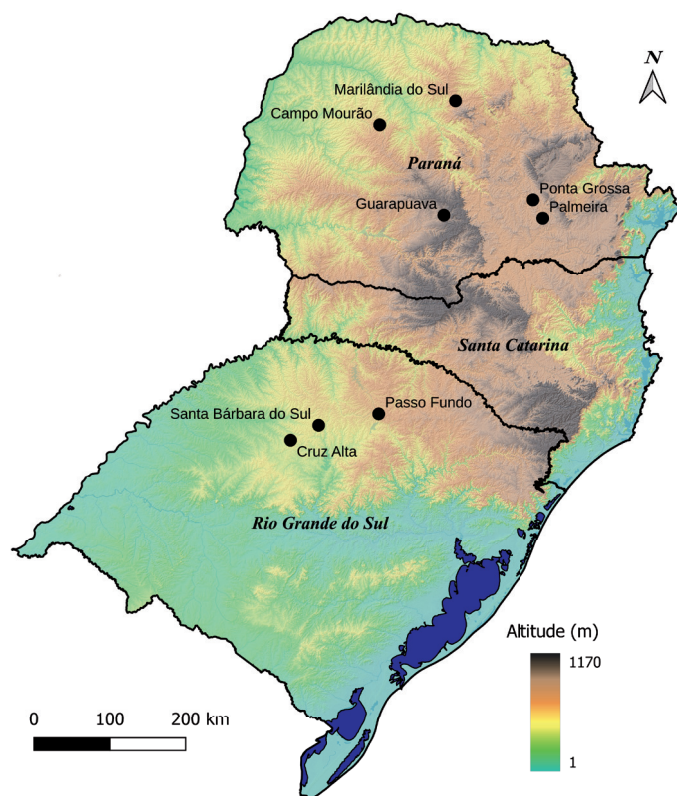 N
Marilândia do Sul
Campo Mourão
Paraná
Ponta Grossa
Guarapuava
Palmeira
Santa Catarina
Passo Fundo
Santa Bárbara do Sul
Cruz Alta
Rio Grande do Sul
Altitude (m)
1170
1
0 100 200 km